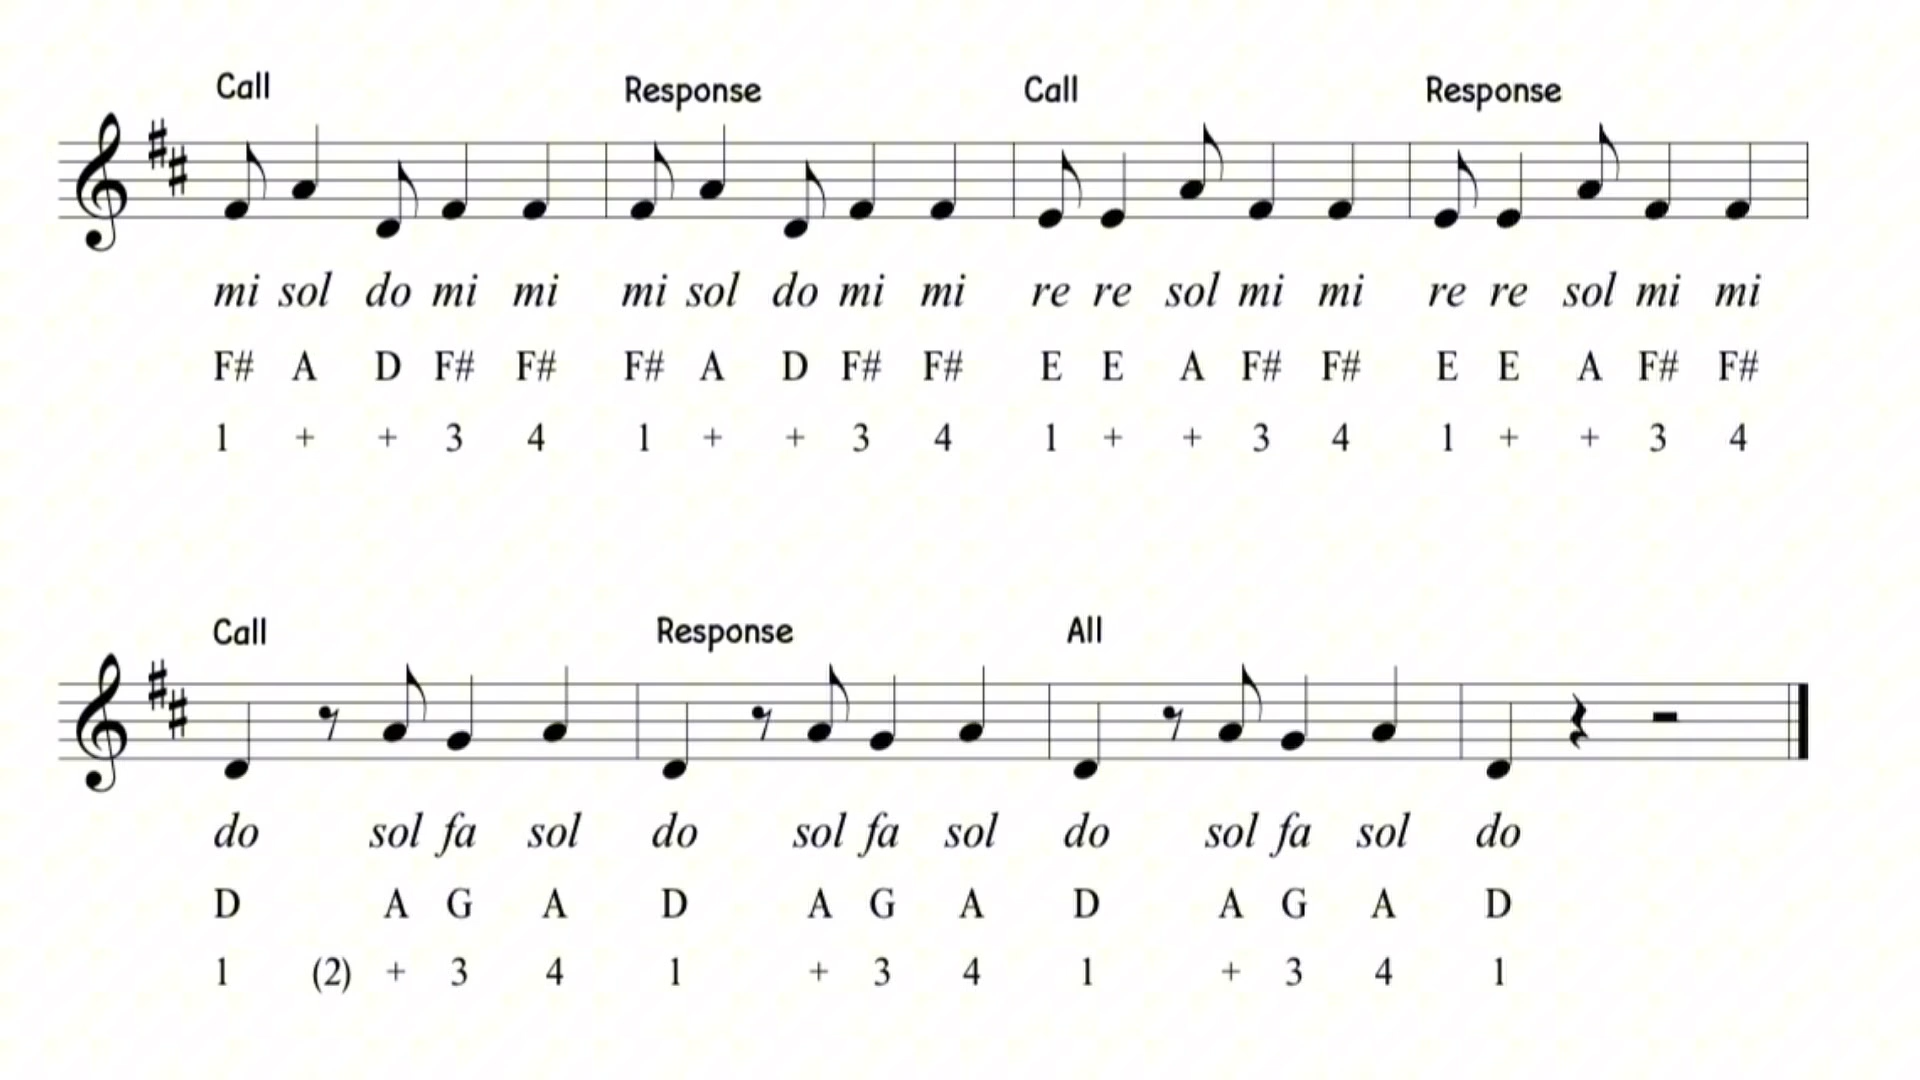 Call Response Call Response
mi sol do mi mi mi sol do mi mi re re sol mi mi re re sol mi mi
F# A D F# F# F# A D F# F# E E A F# F# E E A F# F#
1 + + 3 4 1 + + 3 4 1 + + 3 4 1 + + 3 4
Call Response All
do sol fa sol do sol fa sol do sol fa sol do
D A G A D A G A D A G A D
1 (2) + 3 4 1 + 3 4 1 + 3 4 1